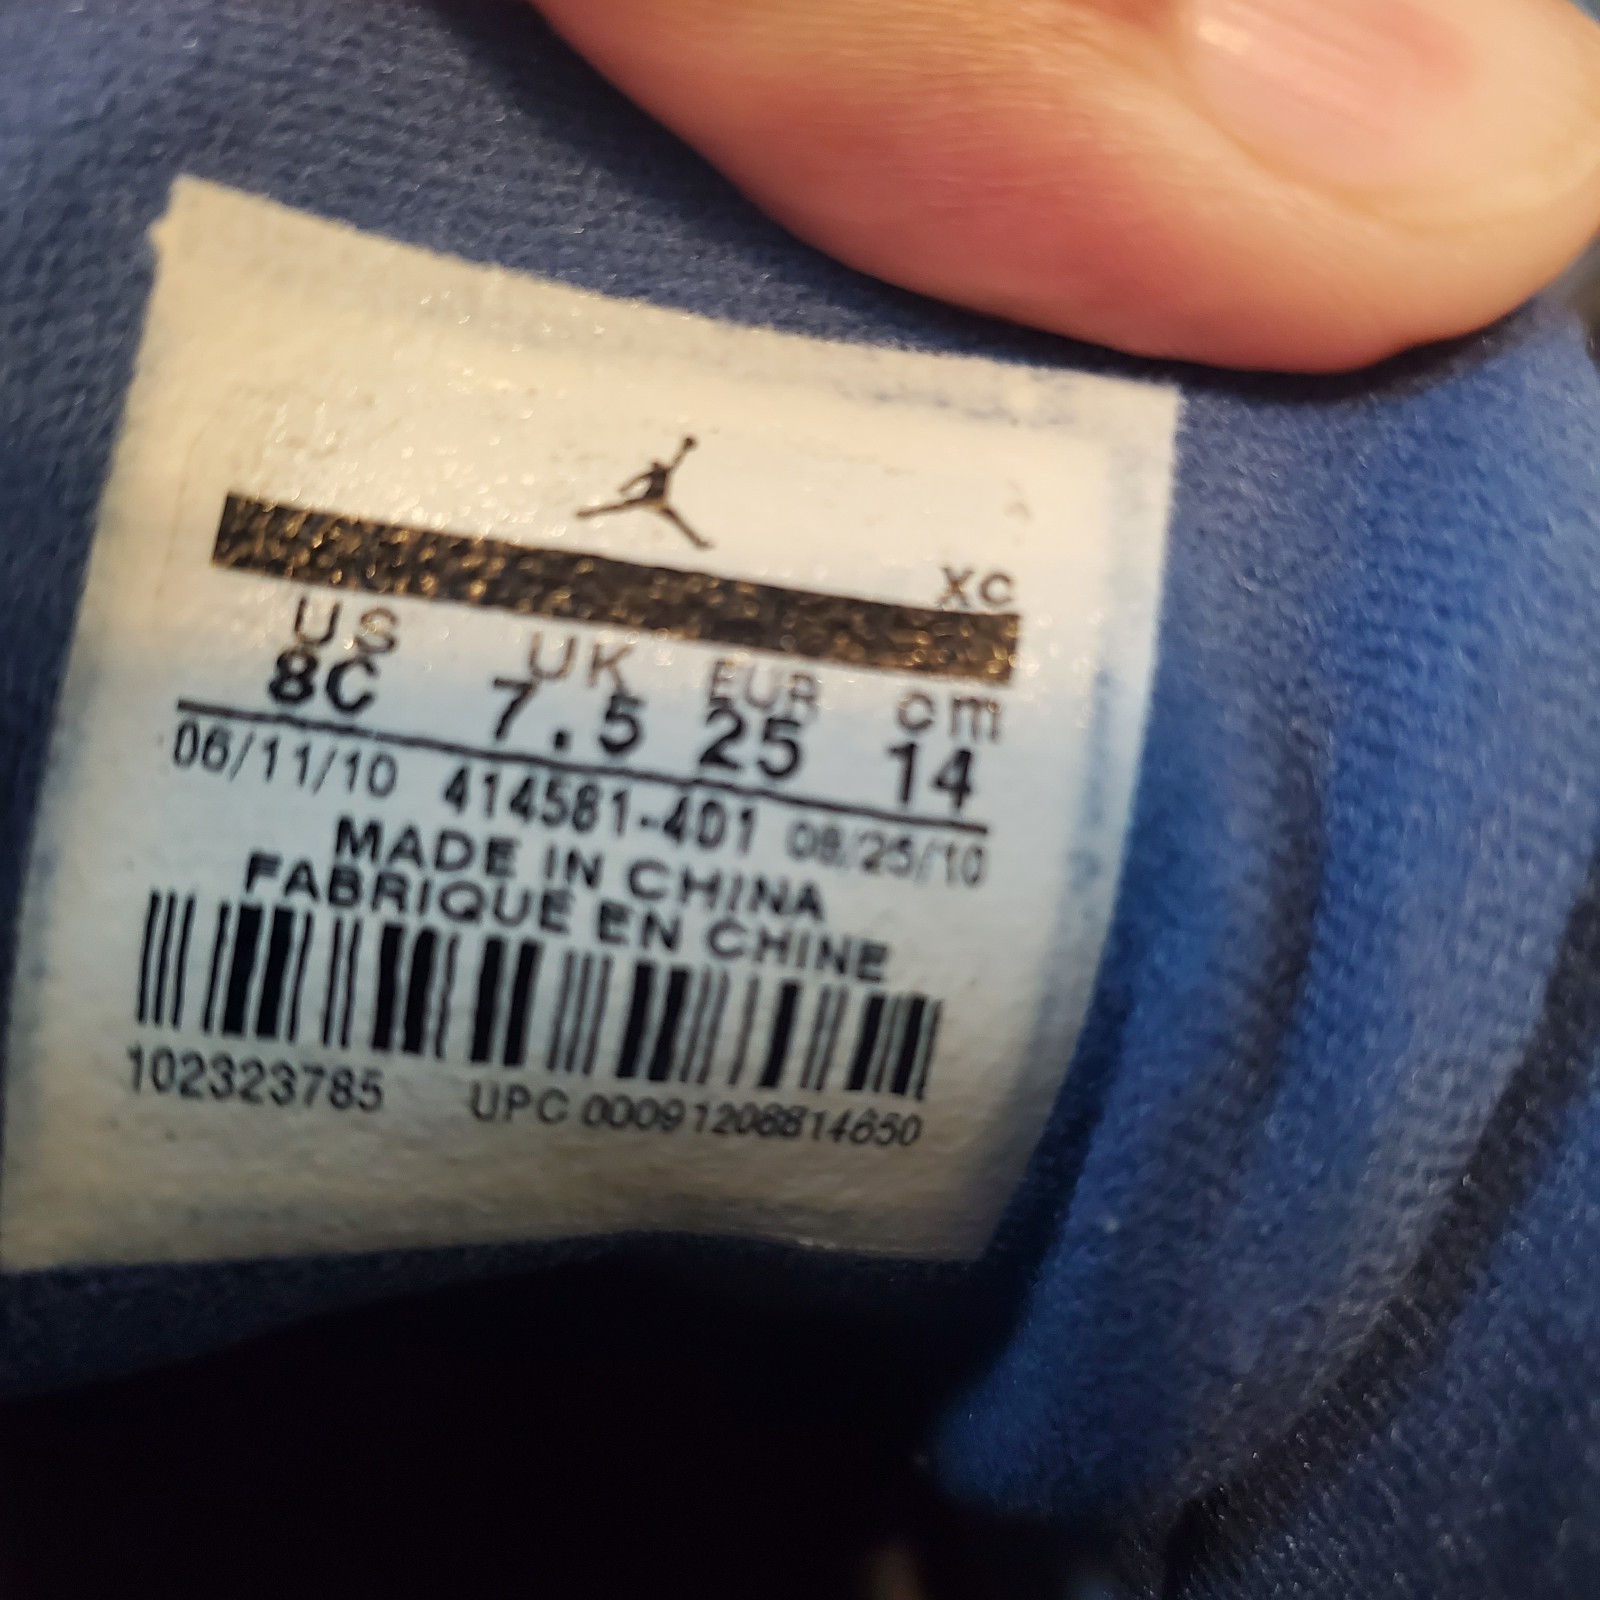 XC
US UK EUR cm
8C 7.5 25 14
06/11/10 414581-401 08/25/10
MADE IN CHINA
FABRIQUE EN CHINE
102323785 UPC 00091208814650